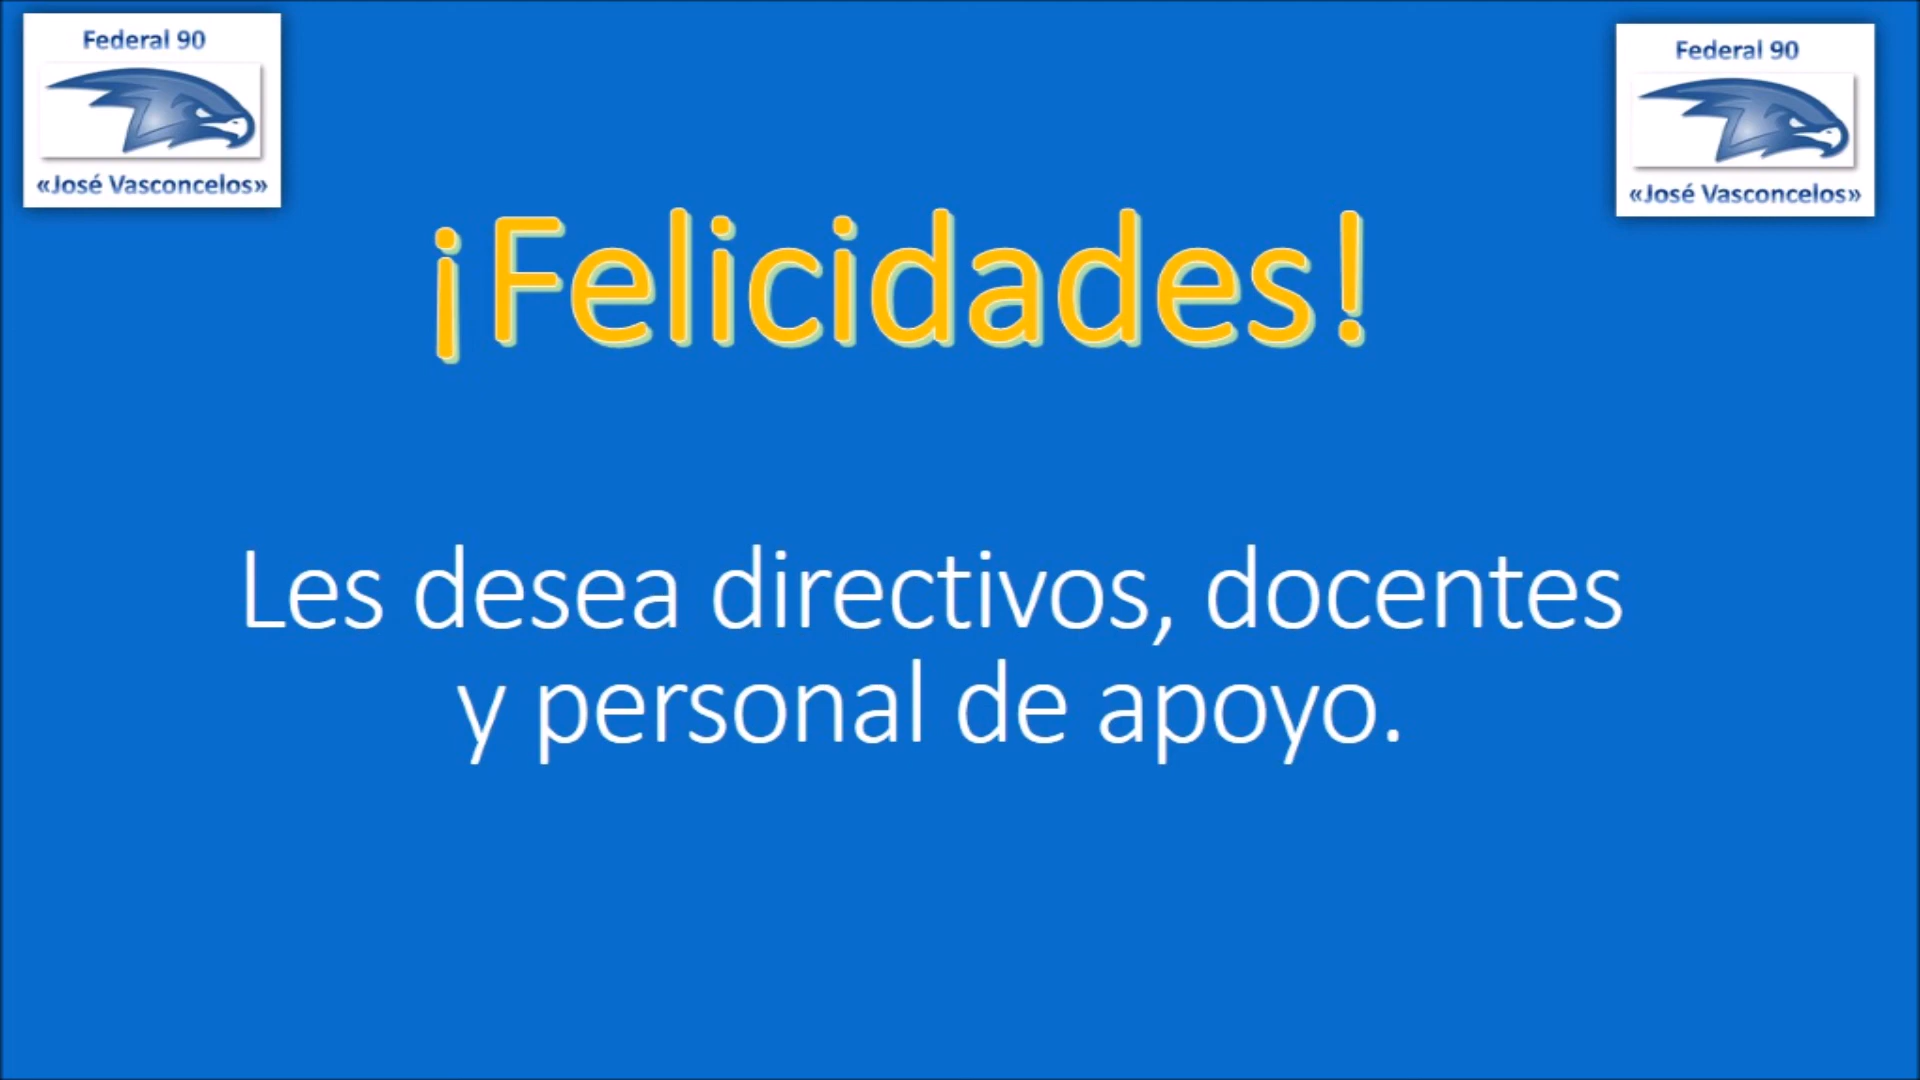 Federal 90
«José Vasconcelos»
Federal 90
«José Vasconcelos»
¡Felicidades!
Les desea directivos, docentes
y personal de apoyo.